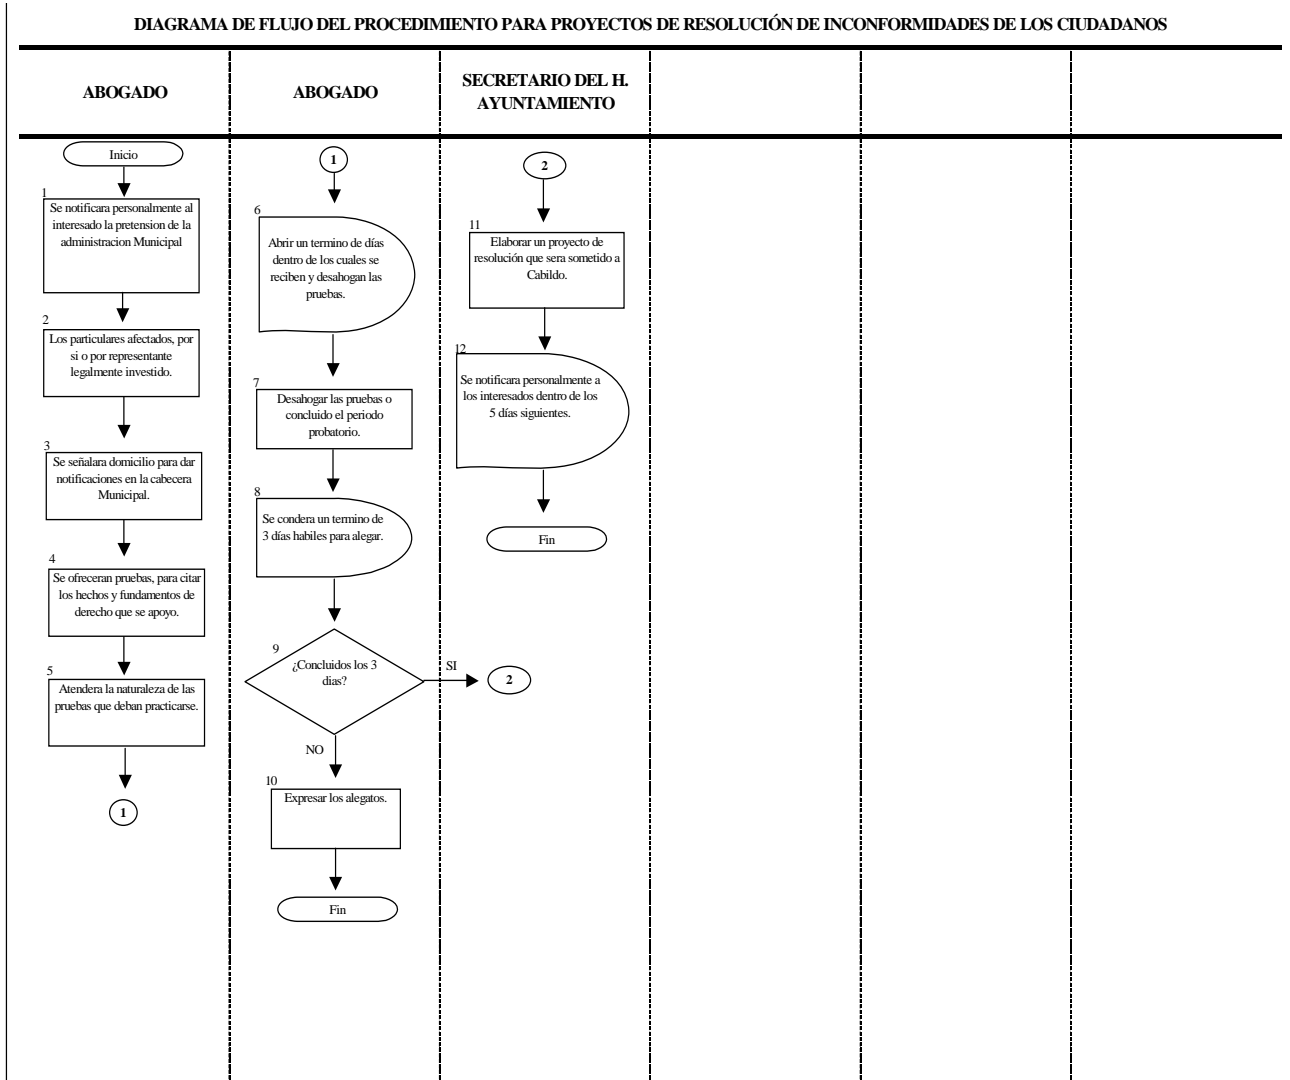 DIAGRAMA DE FLUJO DEL PROCEDIMIENTO PARA PROYECTOS DE RESOLUCIÓN DE INCONFORMIDADES DE LOS CIUDADANOS
ABOGADO
Inicio
1
Se notificara personalmente al
interesado la pretension de la
administracion Municipal
2
Los particulares afectados, por
si o por representante
legalmente investido.
3
Se señalara domicilio para dar
notificaciones en la cabecera
Municipal.
4
Se ofreceran pruebas, para citar
los hechos y fundamentos de
derecho que se apoyo.
5
Atendera la naturaleza de las
pruebas que deban practicarse.
1
ABOGADO
1
6
Abrir un termino de días
dentro de los cuales se
reciben y desahogan las
pruebas.
7
Desahogar las pruebas o
concluido el periodo
probatorio.
8
Se condera un termino de
3 días habiles para alegar.
9
¿Concluidos los 3
dias?
SI
2
NO
10
Expresar los alegatos.
Fin
SECRETARIO DEL H.
AYUNTAMIENTO
2
11
Elaborar un proyecto de
resolución que sera sometido a
Cabildo.
12
Se notificara personalmente a
los interesados dentro de los
5 días siguientes.
Fin